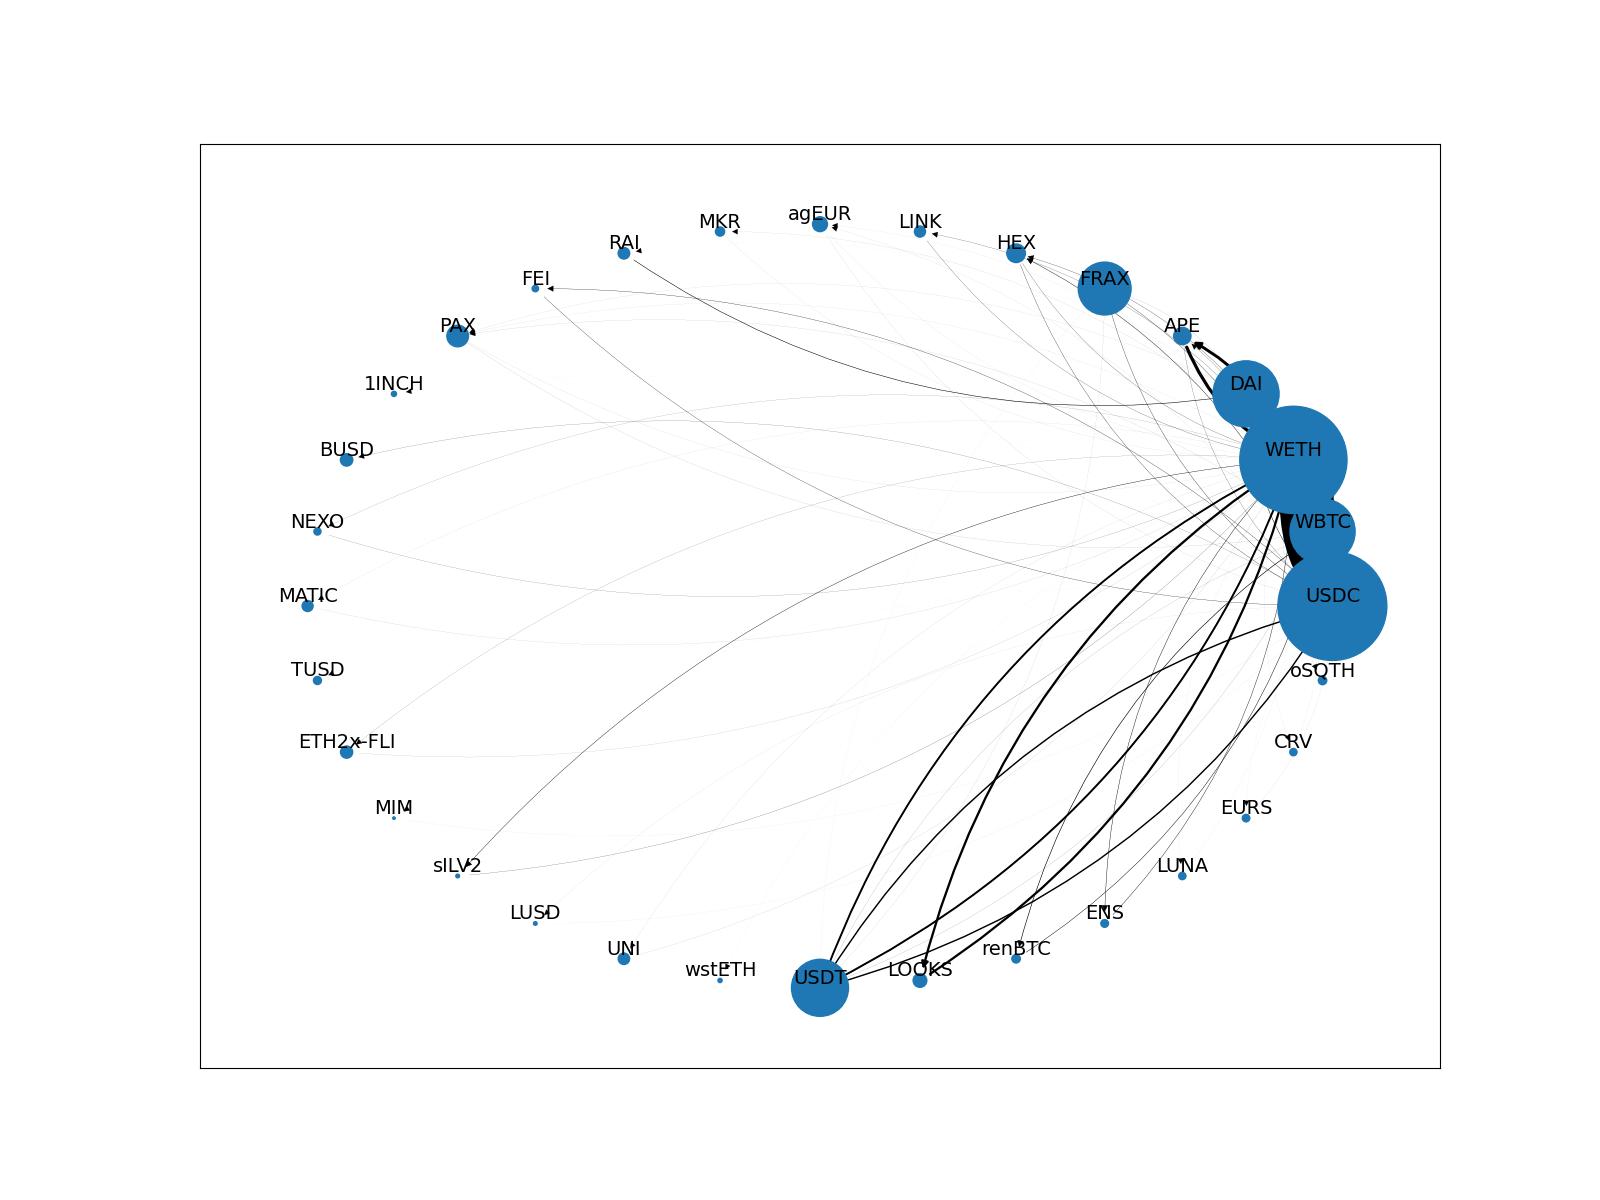 agEUR
MKR
LINK
RAI
HEX
FEI
FRAX
PAX
APE
1INCH
DAI
BUSD
WETH
NEXO
WBTC
MATIC
USDC
TUSD
oSQTH
ETH2x-FLI
CRV
MIM
EURS
sILV2
LUNA
LUSD
ENS
UNI
renBTC
wstETH
LOOKS
USDT